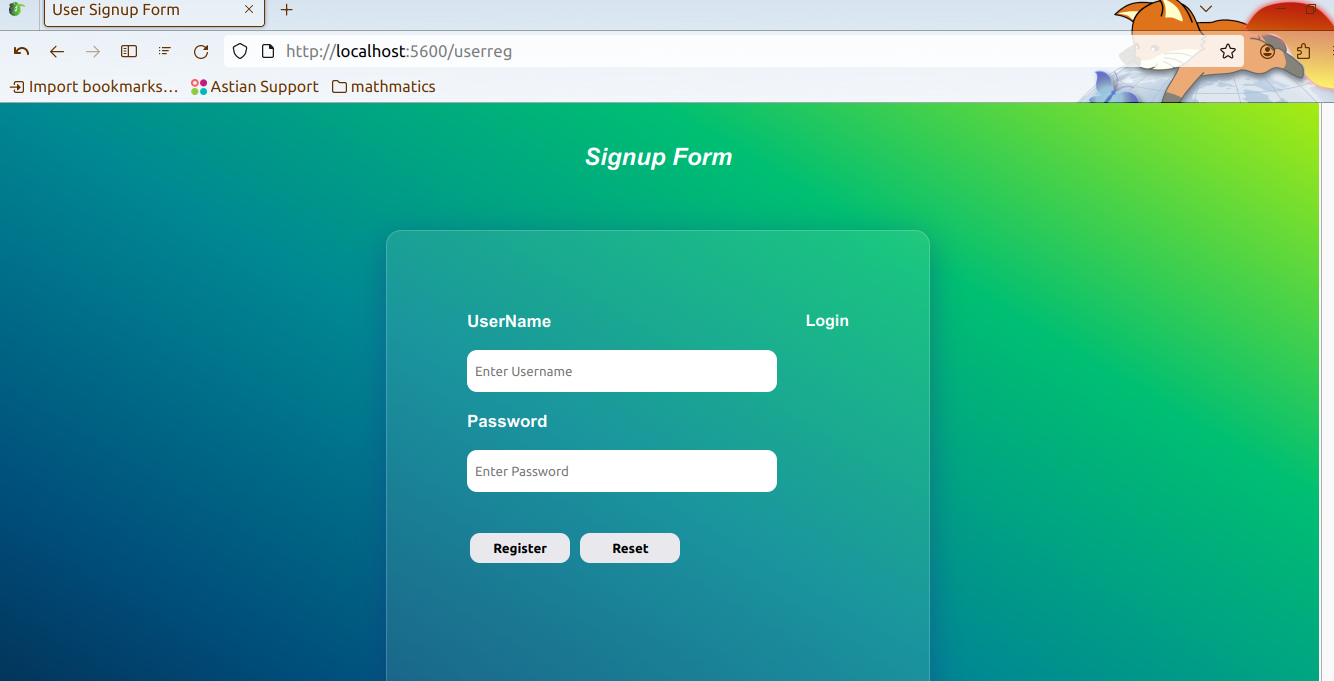 User Signup Form
http://localhost:5600/userreg
Import bookmarks… Astian Support mathmatics
Signup Form
UserName Login
Enter Username
Password
Enter Password
Register Reset